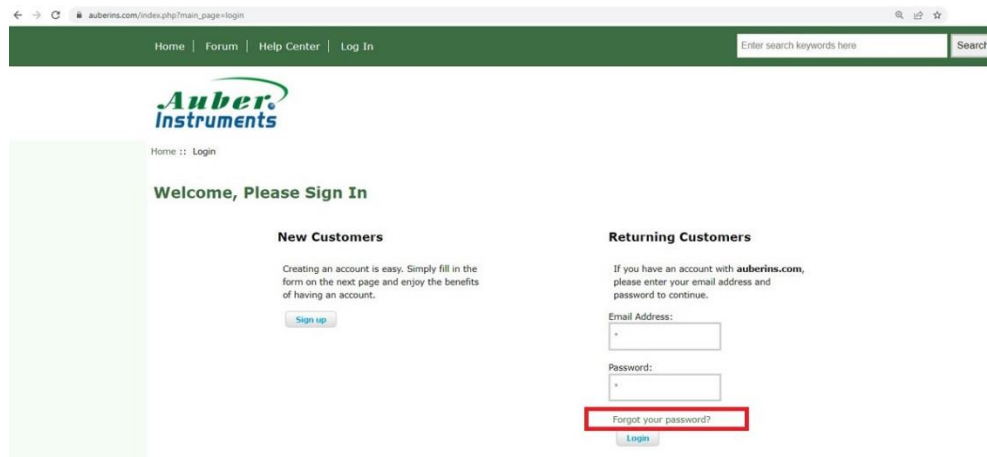 auberins.com/index.php?main_page=login
Home | Forum | Help Center | Log In
Enter search keywords here
Search
Auber
Instruments
Home :: Login
Welcome, Please Sign In
New Customers
Creating an account is easy. Simply fill in the
form on the next page and enjoy the benefits
of having an account.
Sign up
Returning Customers
If you have an account with auberins.com,
please enter your email address and
password to continue.
Email Address:
*
Password:
*
Forgot your password?
Login